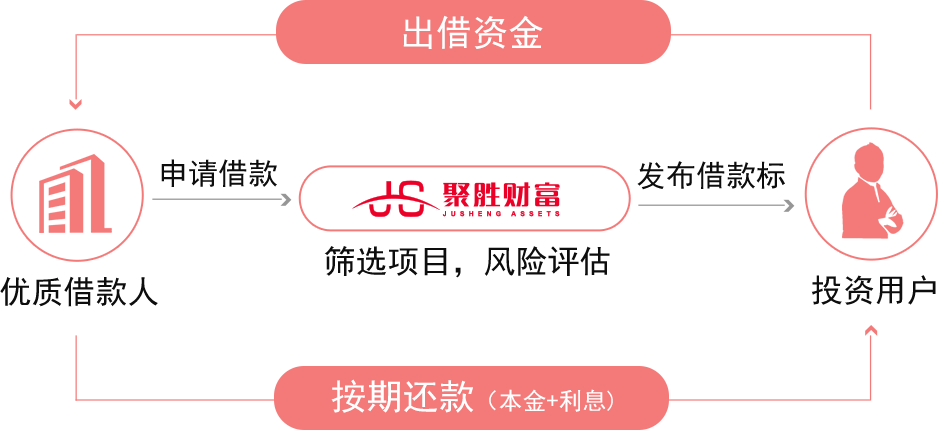 出借资金
申请借款
JS 聚胜财富
JUSHENG ASSETS
发布借款标
筛选项目，风险评估
优质借款人
投资用户
按期还款（本金+利息）